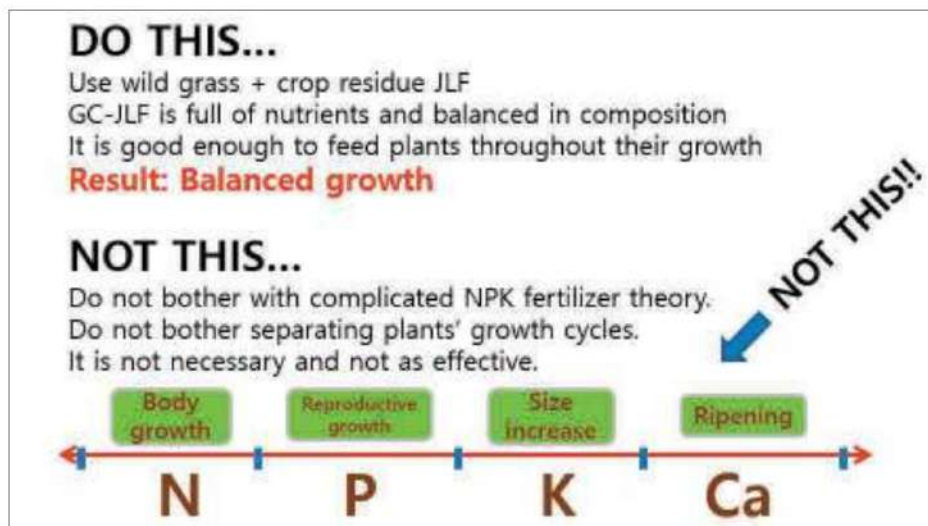 DO THIS...
Use wild grass + crop residue JLF
GC-JLF is full of nutrients and balanced in composition
It is good enough to feed plants throughout their growth
Result: Balanced growth
NOT THIS!!
NOT THIS...
Do not bother with complicated NPK fertilizer theory.
Do not bother separating plants' growth cycles.
It is not necessary and not as effective.
Body
growth
Reproductive
growth
Size
increase
Ripening
N P K Ca